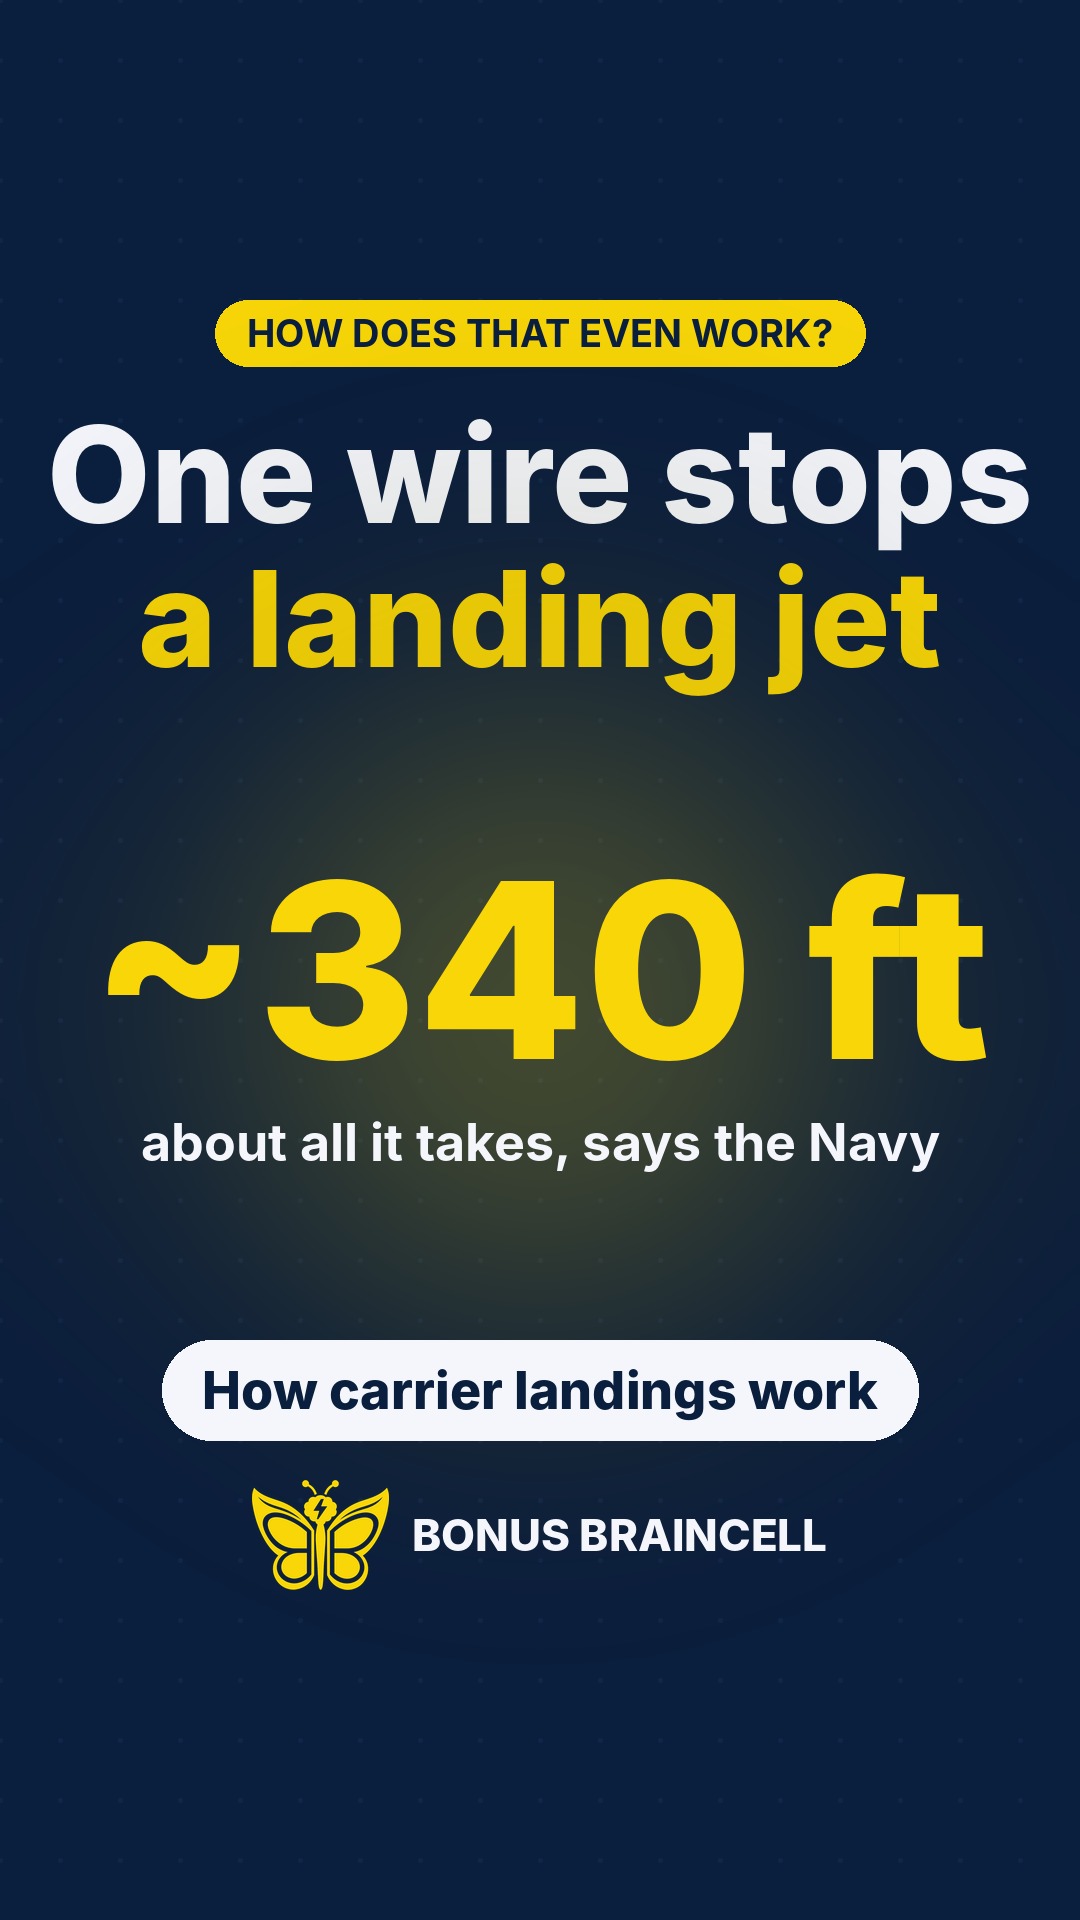 HOW DOES THAT EVEN WORK?
One wire stops
a landing jet
~340 ft
about all it takes, says the Navy
How carrier landings work
BONUS BRAINCELL